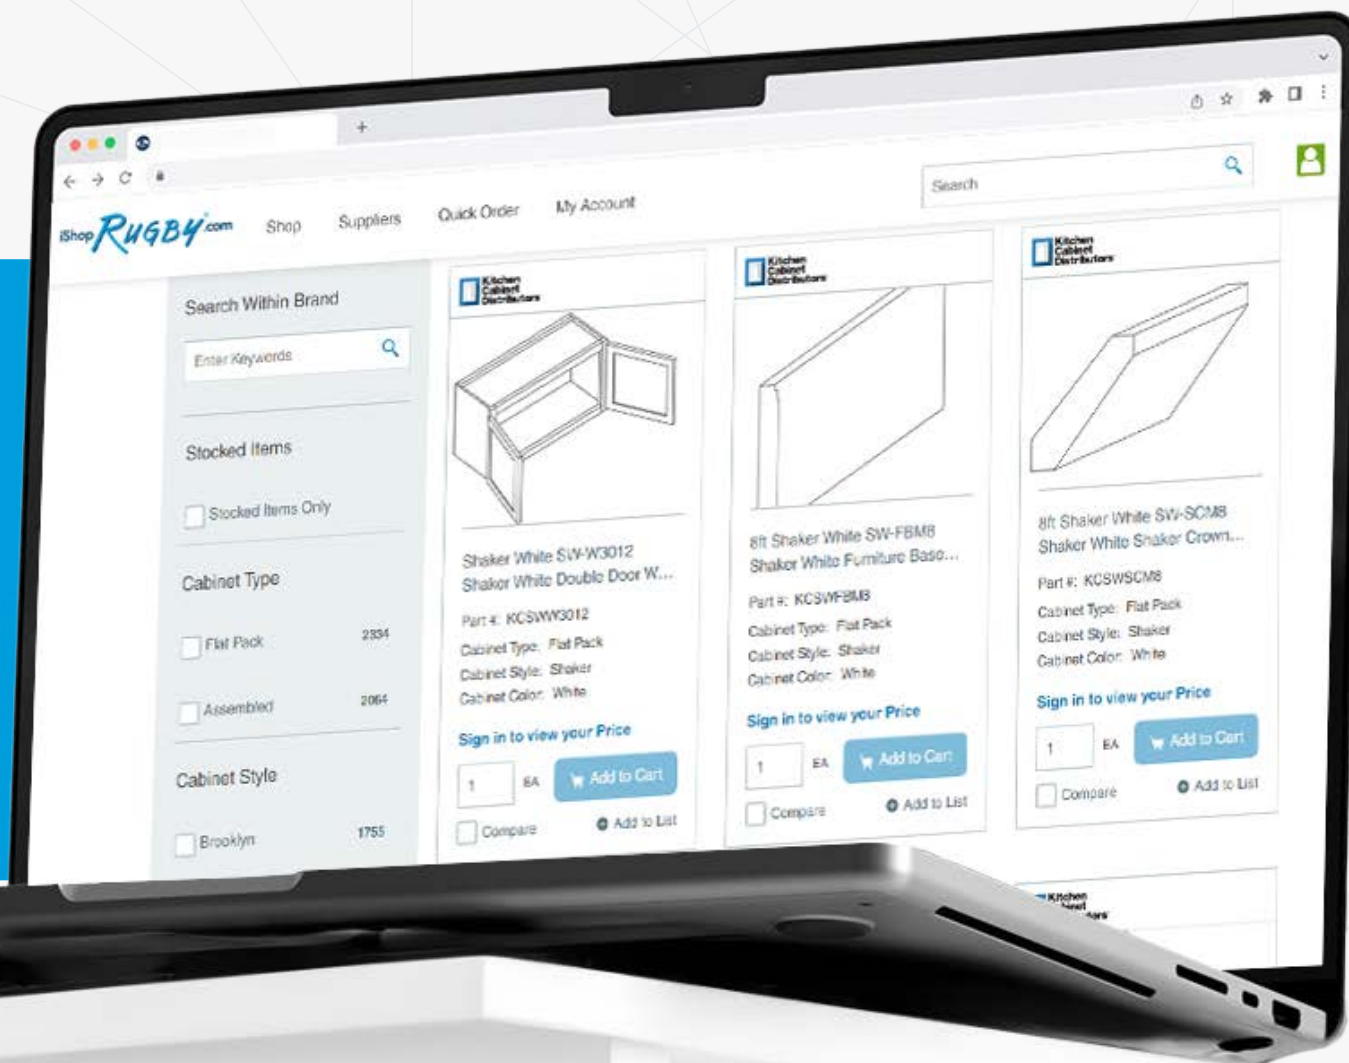 iShop RUGBY.com
Shop
Suppliers
Quick Order
My Account
Search
Search Within Brand
Enter Keywords
Stocked Items
Stocked Items Only
Cabinet Type
Flat Pack 2334
Assembled 2064
Cabinet Style
Brooklyn 1755
Kitchen
Cabinet
Distributors
Shaker White SW-W3012
Shaker White Double Door W...
Part #: KCSWW3012
Cabinet Type: Flat Pack
Cabinet Style: Shaker
Cabinet Color: White
Sign in to view your Price
1 EA Add to Cart
Compare Add to List
Kitchen
Cabinet
Distributors
8ft Shaker White SW-FBM8
Shaker White Furniture Base...
Part #: KCSWFBM8
Cabinet Type: Flat Pack
Cabinet Style: Shaker
Cabinet Color: White
Sign in to view your Price
1 EA Add to Cart
Compare Add to List
Kitchen
Cabinet
Distributors
8ft Shaker White SW-SCM8
Shaker White Shaker Crown...
Part #: KCSWSCM8
Cabinet Type: Flat Pack
Cabinet Style: Shaker
Cabinet Color: White
Sign in to view your Price
1 EA Add to Cart
Compare Add to List
Kitchen